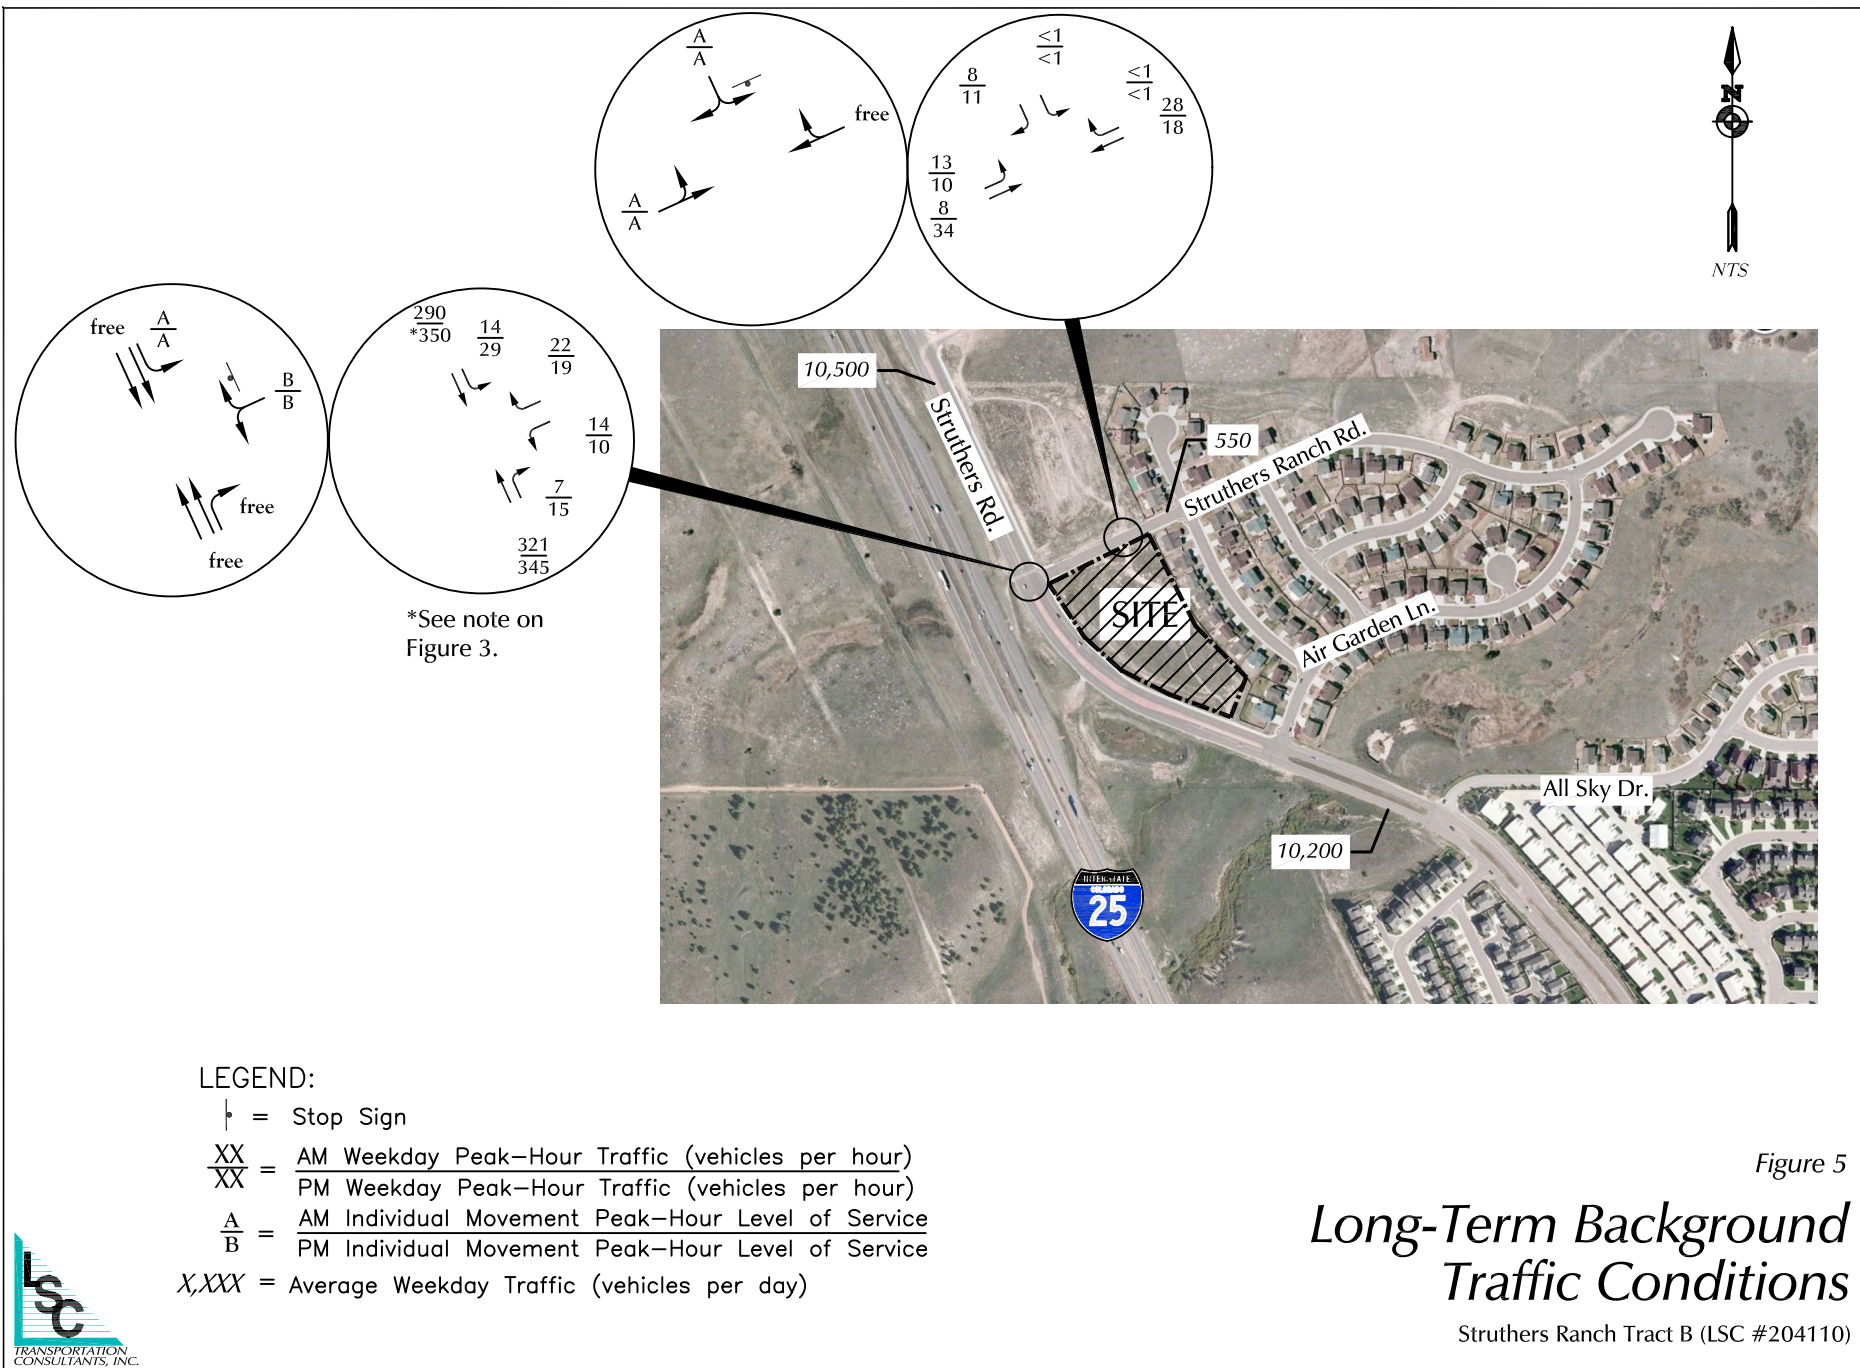 A
A
free
A
A
<1
<1
8
11
<1
<1
28
18
13
10
8
34
N
NTS
free
A
A
B
B
free
free
290
*350
14
29
22
19
14
10
7
15
321
345
*See note on
Figure 3.
10,500
Struthers Rd.
550
Struthers Ranch Rd.
SITE
Air Garden Ln.
All Sky Dr.
10,200
INTERSTATE
COLORADO
25
LEGEND:
= Stop Sign
XX
XX
=
AM Weekday Peak-Hour Traffic (vehicles per hour)
PM Weekday Peak-Hour Traffic (vehicles per hour)
A
B
=
AM Individual Movement Peak-Hour Level of Service
PM Individual Movement Peak-Hour Level of Service
X,XXX = Average Weekday Traffic (vehicles per day)
LSC
TRANSPORTATION
CONSULTANTS, INC.
Figure 5
Long-Term Background
Traffic Conditions
Struthers Ranch Tract B (LSC #204110)